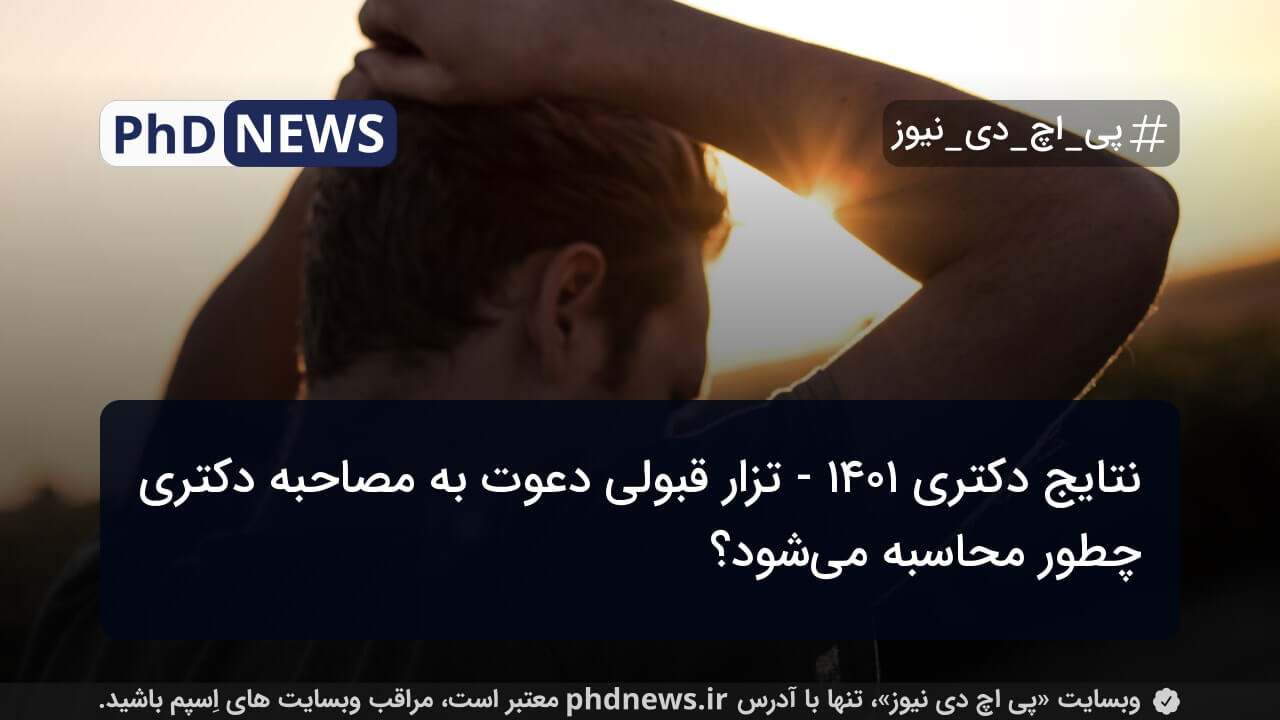 PhD NEWS
#پی_اچ_دی_نیوز
نتایج دکتری ۱۴۰۱ - تزار قبولی دعوت به مصاحبه دکتری
چطور محاسبه می‌شود؟
وبسایت «پی اچ دی نیوز»، تنها با آدرس phdnews.ir معتبر است، مراقب وبسایت های اِسپم باشید.